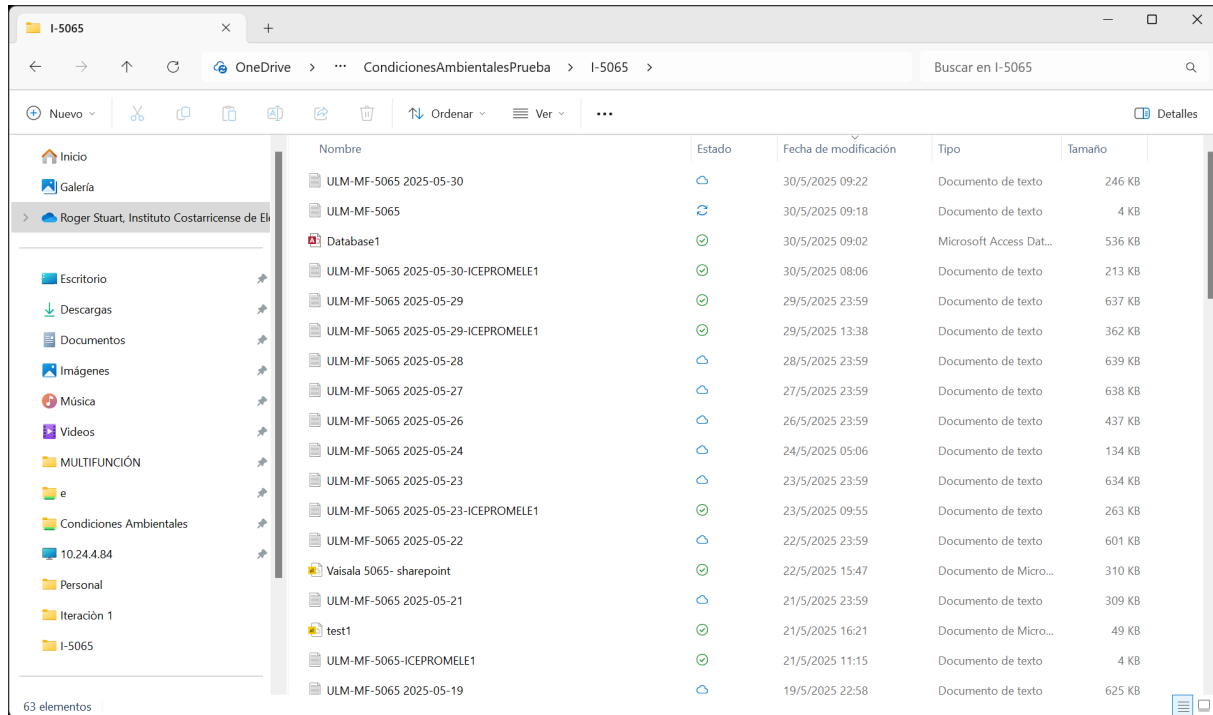 I-5065
OneDrive > ... CondicionesAmbientalesPrueba > I-5065 >
Buscar en I-5065
Nuevo Ordenar Ver ... Detalles
Inicio
Galería
Roger Stuart, Instituto Costarricense de El
Escritorio
Descargas
Documentos
Imágenes
Música
Videos
MULTIFUNCIÓN
e
Condiciones Ambientales
10.24.4.84
Personal
Iteraciòn 1
I-5065
Nombre Estado Fecha de modificación Tipo Tamaño
ULM-MF-5065 2025-05-30 30/5/2025 09:22 Documento de texto 246 KB
ULM-MF-5065 30/5/2025 09:18 Documento de texto 4 KB
Database1 30/5/2025 09:02 Microsoft Access Dat... 536 KB
ULM-MF-5065 2025-05-30-ICEPROMELE1 30/5/2025 08:06 Documento de texto 213 KB
ULM-MF-5065 2025-05-29 29/5/2025 23:59 Documento de texto 637 KB
ULM-MF-5065 2025-05-29-ICEPROMELE1 29/5/2025 13:38 Documento de texto 362 KB
ULM-MF-5065 2025-05-28 28/5/2025 23:59 Documento de texto 639 KB
ULM-MF-5065 2025-05-27 27/5/2025 23:59 Documento de texto 638 KB
ULM-MF-5065 2025-05-26 26/5/2025 23:59 Documento de texto 437 KB
ULM-MF-5065 2025-05-24 24/5/2025 05:06 Documento de texto 134 KB
ULM-MF-5065 2025-05-23 23/5/2025 23:59 Documento de texto 634 KB
ULM-MF-5065 2025-05-23-ICEPROMELE1 23/5/2025 09:55 Documento de texto 263 KB
ULM-MF-5065 2025-05-22 22/5/2025 23:59 Documento de texto 601 KB
Vaisala 5065- sharepoint 22/5/2025 15:47 Documento de Micro... 310 KB
ULM-MF-5065 2025-05-21 21/5/2025 23:59 Documento de texto 309 KB
test1 21/5/2025 16:21 Documento de Micro... 49 KB
ULM-MF-5065-ICEPROMELE1 21/5/2025 11:15 Documento de texto 4 KB
ULM-MF-5065 2025-05-19 19/5/2025 22:58 Documento de texto 625 KB
63 elementos